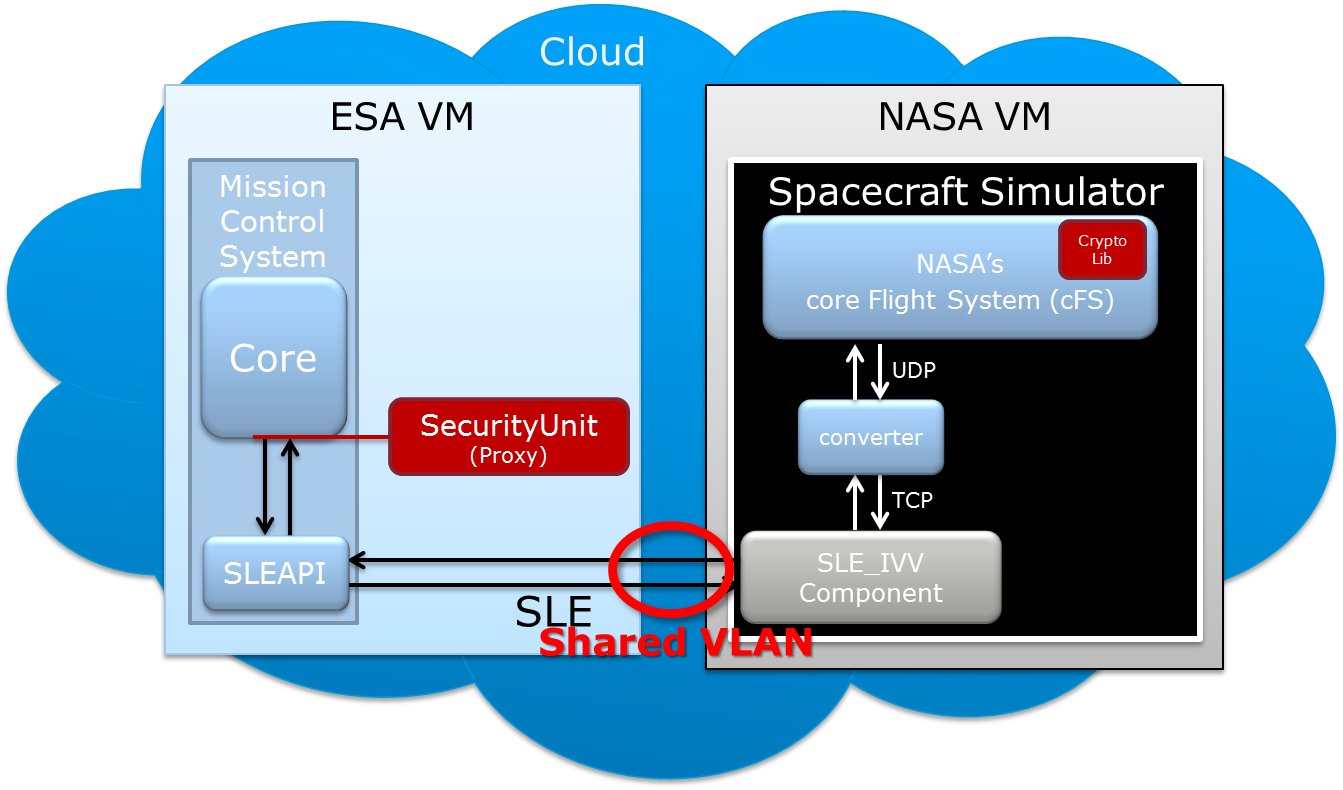 Cloud
ESA VM
Mission
Control
System
Core
SecurityUnit
(Proxy)
SLEAPI
SLE
Shared VLAN
NASA VM
Spacecraft Simulator
Crypto
Lib
NASA’s
core Flight System (cFS)
UDP
converter
TCP
SLE_IVV
Component